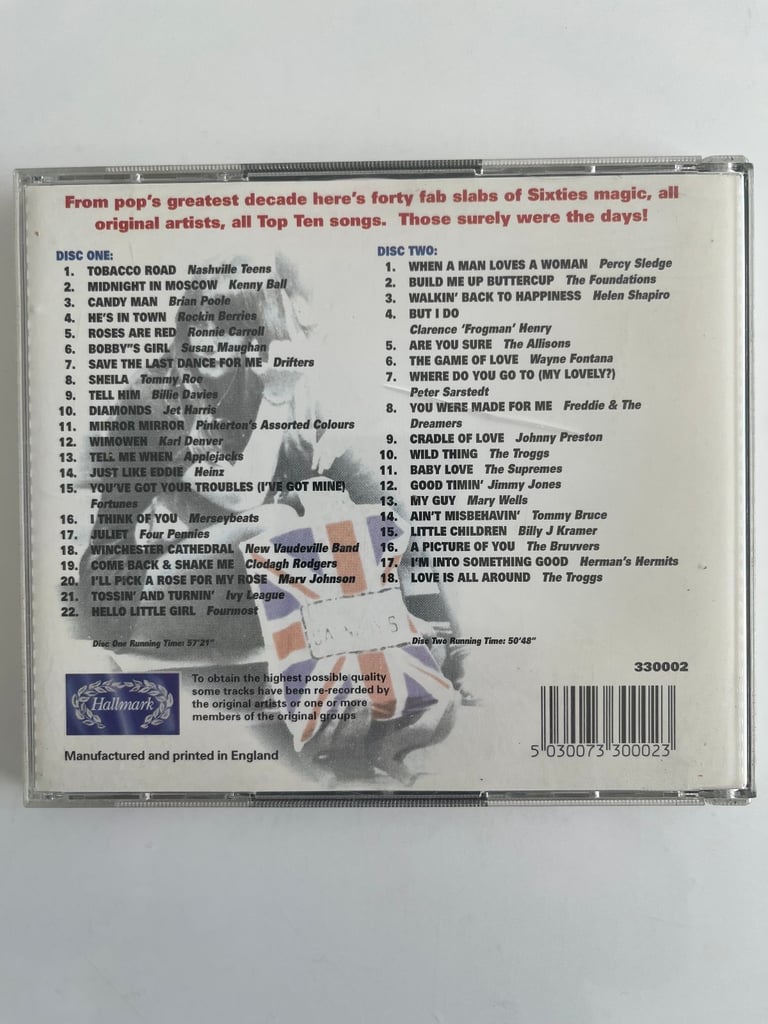 From pop's greatest decade here's forty fab slabs of Sixties magic, all
original artists, all Top Ten songs. Those surely were the days!
DISC ONE:
1. TOBACCO ROAD Nashville Teens
2. MIDNIGHT IN MOSCOW Kenny Ball
3. CANDY MAN Brian Poole
4. HE'S IN TOWN Rockin Berries
5. ROSES ARE RED Ronnie Carroll
6. BOBBY"S GIRL Susan Maughan
7. SAVE THE LAST DANCE FOR ME Drifters
8. SHEILA Tommy Roe
9. TELL HIM Billie Davies
10. DIAMONDS Jet Harris
11. MIRROR MIRROR Pinkerton's Assorted Colours
12. WIMOWEH Karl Denver
13. TELL ME WHEN Applejacks
14. JUST LIKE EDDIE Heinz
15. YOU'VE GOT YOUR TROUBLES (I'VE GOT MINE)
Fortunes
16. I THINK OF YOU Merseybeats
17. JULIET Four Pennies
18. WINCHESTER CATHEDRAL New Vaudeville Band
19. COME BACK & SHAKE ME Clodagh Rodgers
20. I'LL PICK A ROSE FOR MY ROSE Marv Johnson
21. TOSSIN' AND TURNIN' Ivy League
22. HELLO LITTLE GIRL Fourmost
Disc One Running Time: 57'21"
DISC TWO:
1. WHEN A MAN LOVES A WOMAN Percy Sledge
2. BUILD ME UP BUTTERCUP The Foundations
3. WALKIN' BACK TO HAPPINESS Helen Shapiro
4. BUT I DO
Clarence 'Frogman' Henry
5. ARE YOU SURE The Allisons
6. THE GAME OF LOVE Wayne Fontana
7. WHERE DO YOU GO TO (MY LOVELY?)
Peter Sarstedt
8. YOU WERE MADE FOR ME Freddie & The
Dreamers
9. CRADLE OF LOVE Johnny Preston
10. WILD THING The Troggs
11. BABY LOVE The Supremes
12. GOOD TIMIN' Jimmy Jones
13. MY GUY Mary Wells
14. AIN'T MISBEHAVIN' Tommy Bruce
15. LITTLE CHILDREN Billy J Kramer
16. A PICTURE OF YOU The Bruvvers
17. I'M INTO SOMETHING GOOD Herman's Hermits
18. LOVE IS ALL AROUND The Troggs
Disc Two Running Time: 50'48"
330002
Hallmark
To obtain the highest possible quality
some tracks have been re-recorded by
the original artists or one or more
members of the original groups
Manufactured and printed in England
5 030073 300023